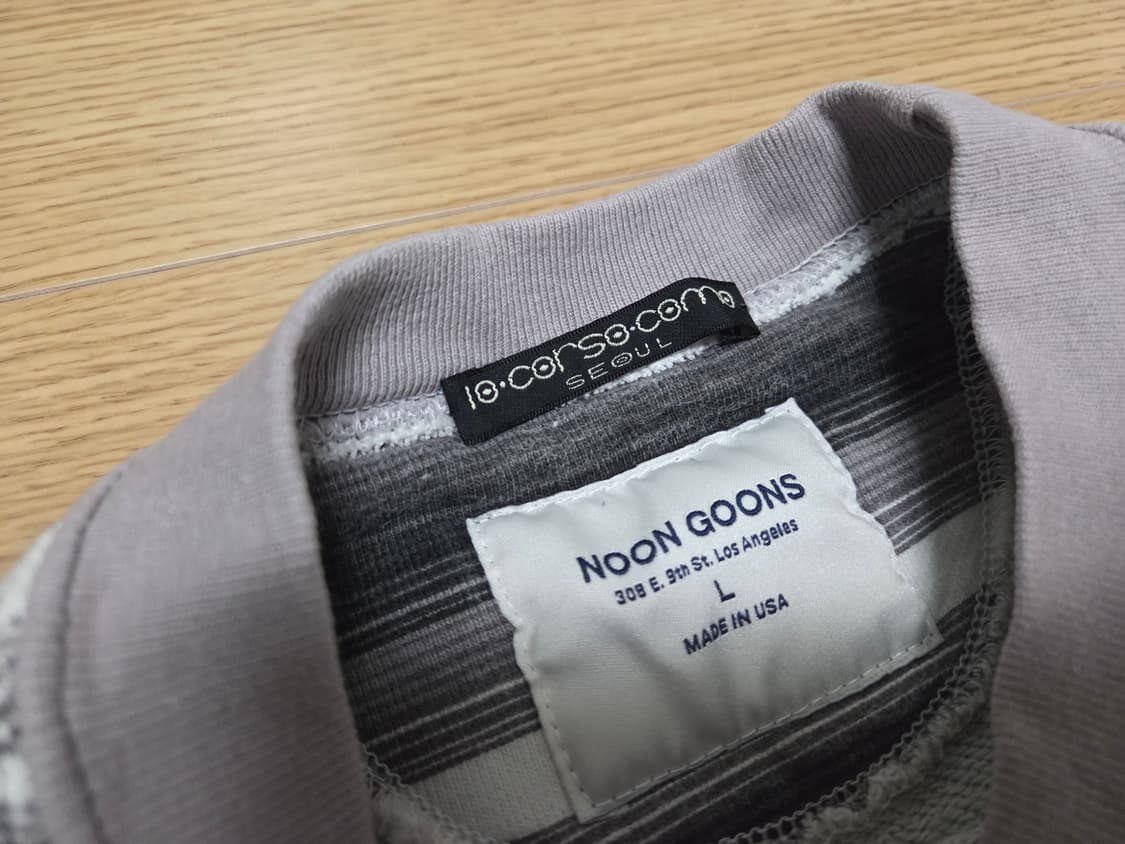 10·corso·como
SEOUL
NOON GOONS
308 E. 9th St. Los Angeles
L
MADE IN USA